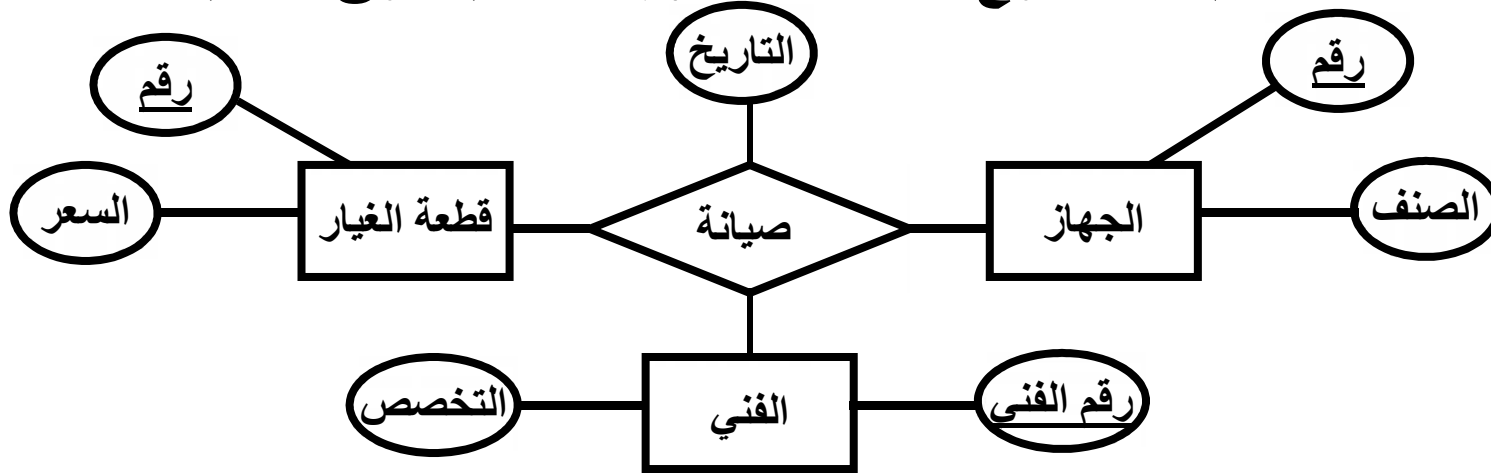 التاريخ
رقم
رقم
الصنف
الجهاز
صيانة
قطعة الغيار
السعر
رقم الفني
الفني
التخصص